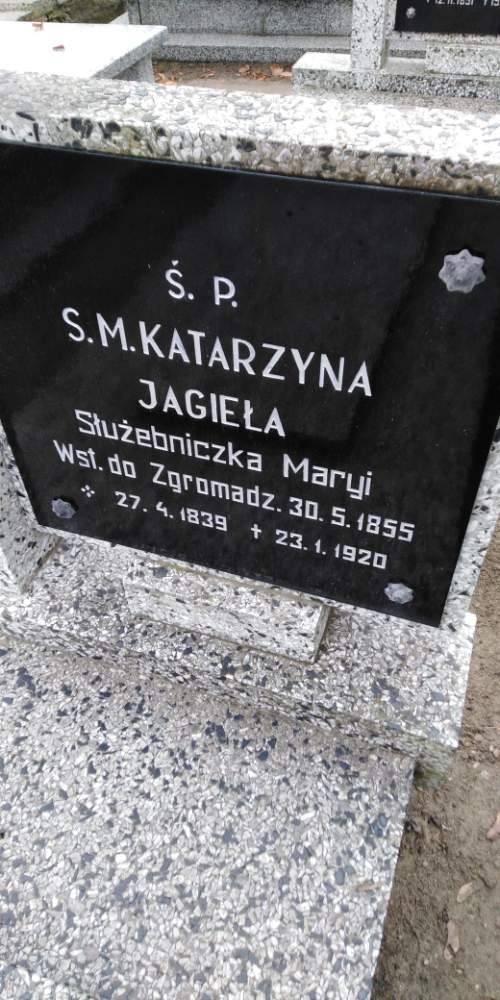 Ś. P.
S.M.KATARZYNA
JAGIEŁA
Służebniczka Maryi
Wst. do Zgromadz. 30. 5. 1855
* 27. 4. 1839 + 23. 1. 1920